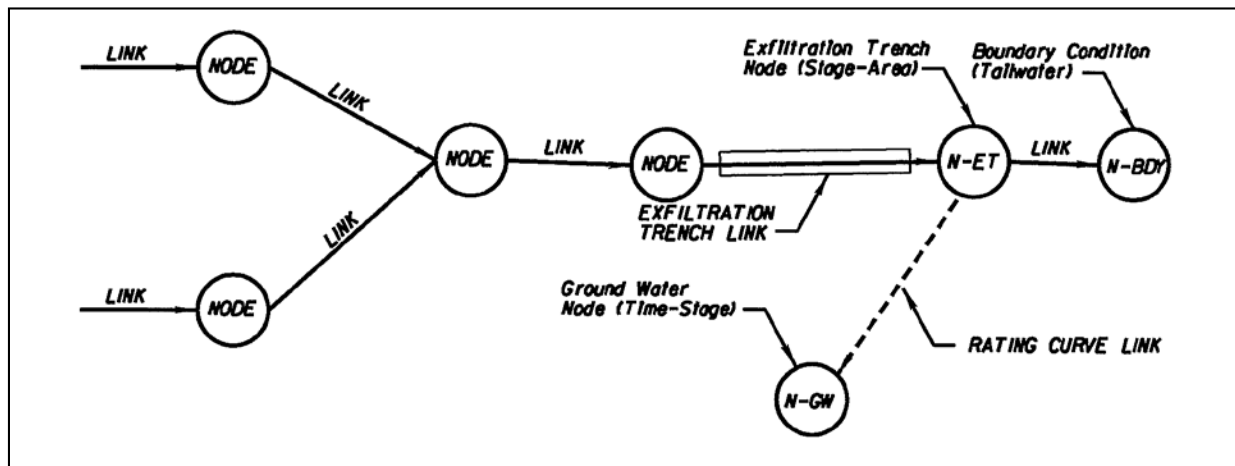 LINK
NODE
LINK
Exfiltration Trench
Node (Stage-Area)
Boundary Condition
(Tailwater)
NODE
LINK
NODE
N-ET
LINK
N-BDY
EXFILTRATION
TRENCH LINK
LINK
LINK
NODE
Ground Water
Node (Time-Stage)
RATING CURVE LINK
N-GW